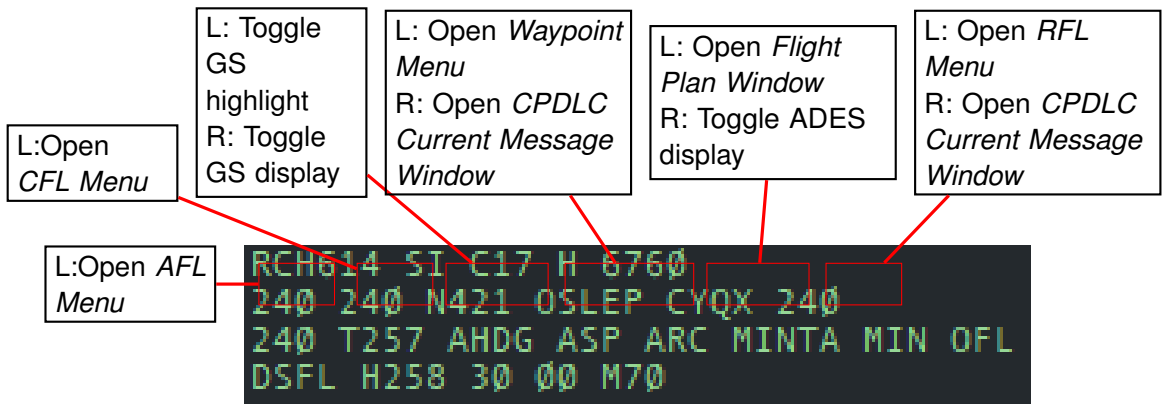 L: Toggle
GS
highlight
R: Toggle
GS display
L: Open Waypoint
Menu
R: Open CPDLC
Current Message
Window
L: Open Flight
Plan Window
R: Toggle ADES
display
L: Open RFL
Menu
R: Open CPDLC
Current Message
Window
L:Open
CFL Menu
L:Open AFL
Menu
RCH614 SI C17 H 6760
240 240 N421 OSLEP CYQX 240
240 T257 AHDG ASP ARC MINTA MIN OFL
DSFL H258 30 00 M70